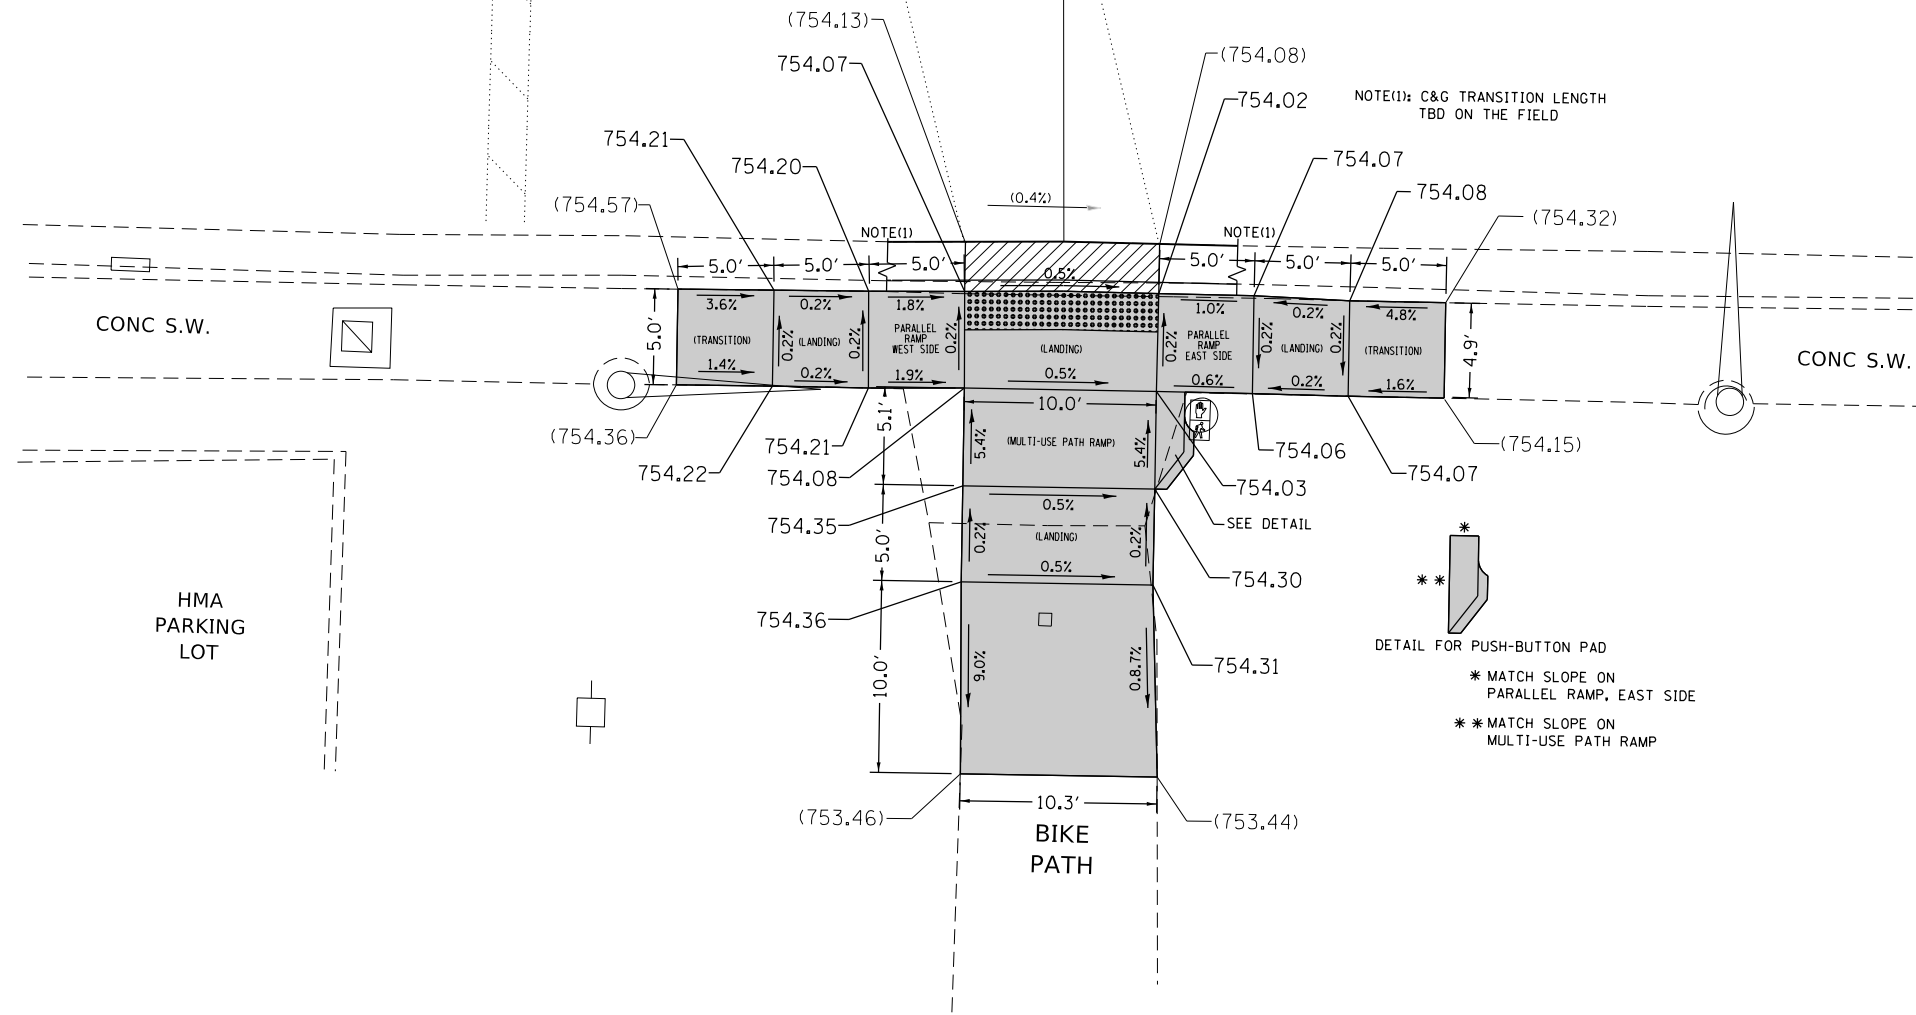 (754.13)
754.07
(754.08)
754.02
NOTE(1): C&G TRANSITION LENGTH
TBD ON THE FIELD
754.21
754.20
754.07
754.08
(754.57)
(0.4%)
(754.32)
NOTE(1)
NOTE(1)
5.0'
5.0'
5.0'
0.5%
5.0'
5.0'
5.0'
3.6%
0.2%
1.8%
1.0%
0.2%
4.8%
CONC S.W.
5.0'
(TRANSITION)
0.2%
(LANDING)
0.2%
PARALLEL
RAMP
WEST SIDE
0.2%
(LANDING)
0.2%
PARALLEL
RAMP
EAST SIDE
0.2%
(LANDING)
0.2%
(TRANSITION)
4.9'
CONC S.W.
1.4%
0.2%
1.9%
0.5%
0.6%
0.2%
1.6%
10.0'
5.1'
(754.36)
754.21
5.4%
(MULTI-USE PATH RAMP)
5.4%
754.06
(754.15)
754.22
754.08
754.07
754.03
754.35
0.5%
SEE DETAIL
*
5.0'
0.2%
(LANDING)
0.2%
0.5%
754.30
* *
HMA
PARKING
LOT
754.36
DETAIL FOR PUSH-BUTTON PAD
10.0'
9.0%
0.8.7%
754.31
* MATCH SLOPE ON
PARALLEL RAMP, EAST SIDE
* * MATCH SLOPE ON
MULTI-USE PATH RAMP
10.3'
(753.46)
(753.44)
BIKE
PATH